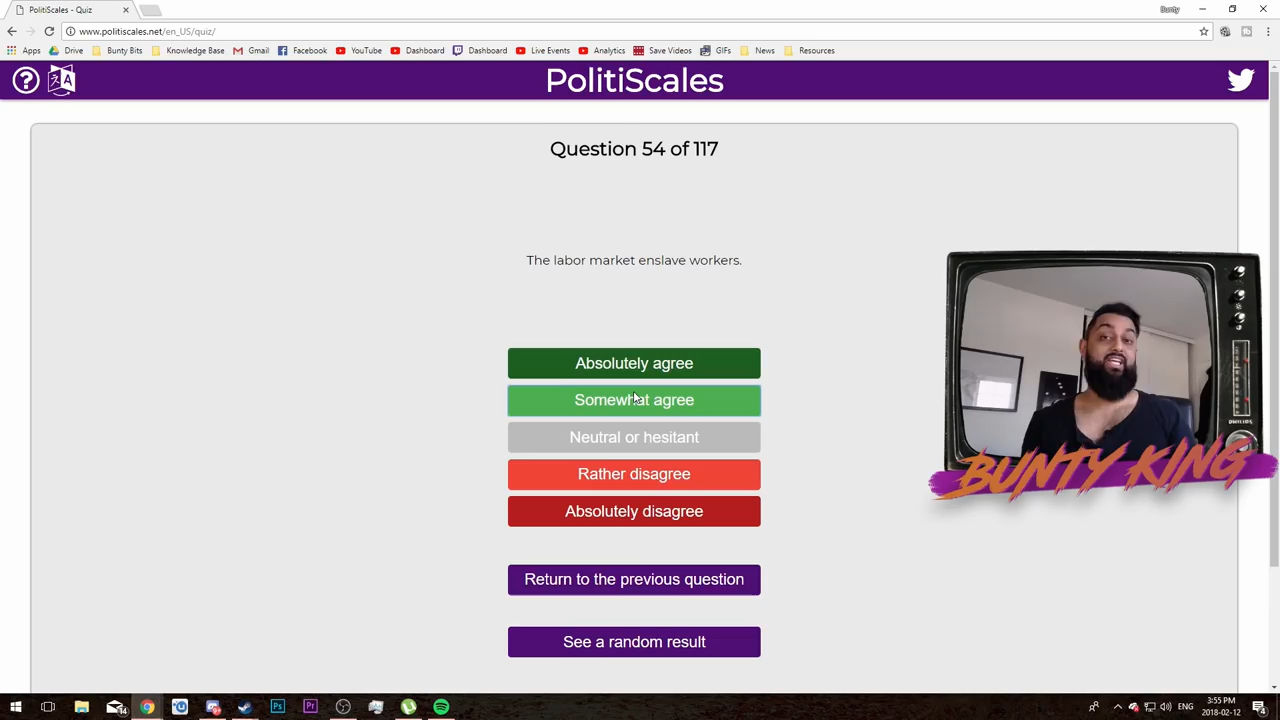 PolitiScales - Quiz
Bunty
www.politiscales.net/en_US/quiz/
Apps Drive Bunty Bits Knowledge Base Gmail Facebook YouTube Dashboard Dashboard Live Events Analytics Save Videos GIFs News Resources
PolitiScales
Question 54 of 117
The labor market enslave workers.
Absolutely agree
Somewhat agree
Neutral or hesitant
Rather disagree
Absolutely disagree
Return to the previous question
See a random result
PHILIPS
BUNTY KING
ENG
3:55 PM
2018-02-12